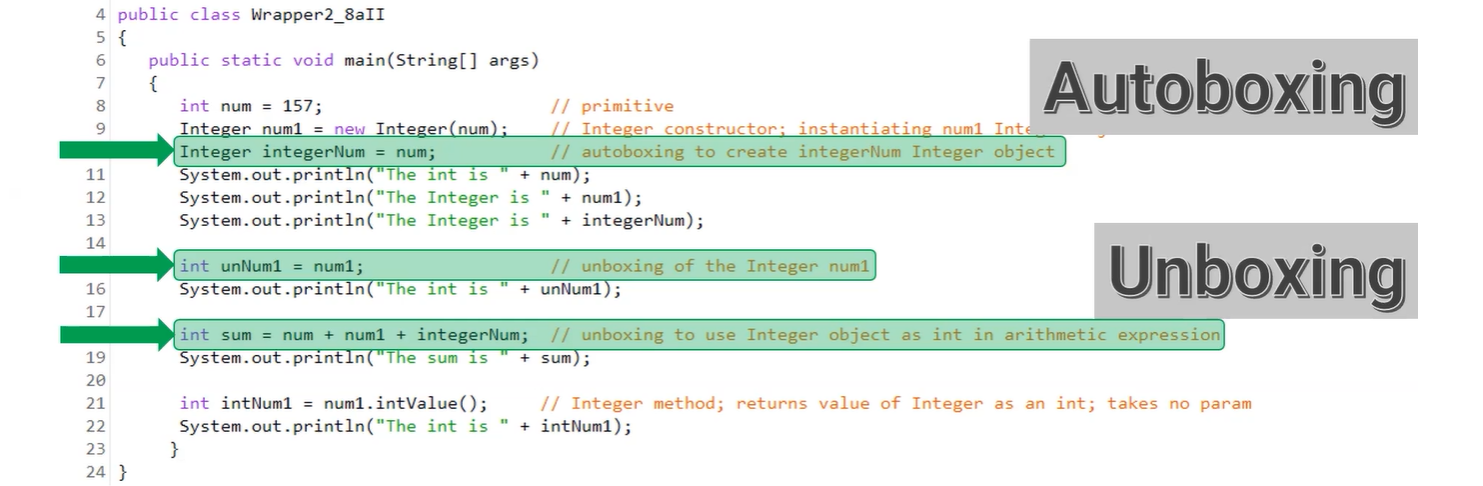 4 public class Wrapper2_8aII
5 {
6 public static void main(String[] args)
7 {
8 int num = 157; // primitive
9 Integer num1 = new Integer(num); // Integer constructor; instantiating num1
Integer integerNum = num; // autoboxing to create integerNum Integer object
11 System.out.println("The int is " + num);
12 System.out.println("The Integer is " + num1);
13 System.out.println("The Integer is " + integerNum);
14
int unNum1 = num1; // unboxing of the Integer num1
16 System.out.println("The int is " + unNum1);
17
int sum = num + num1 + integerNum; // unboxing to use Integer object as int in arithmetic expression
19 System.out.println("The sum is " + sum);
20
21 int intNum1 = num1.intValue(); // Integer method; returns value of Integer as an int; takes no param
22 System.out.println("The int is " + intNum1);
23 }
24 }
Autoboxing
Unboxing